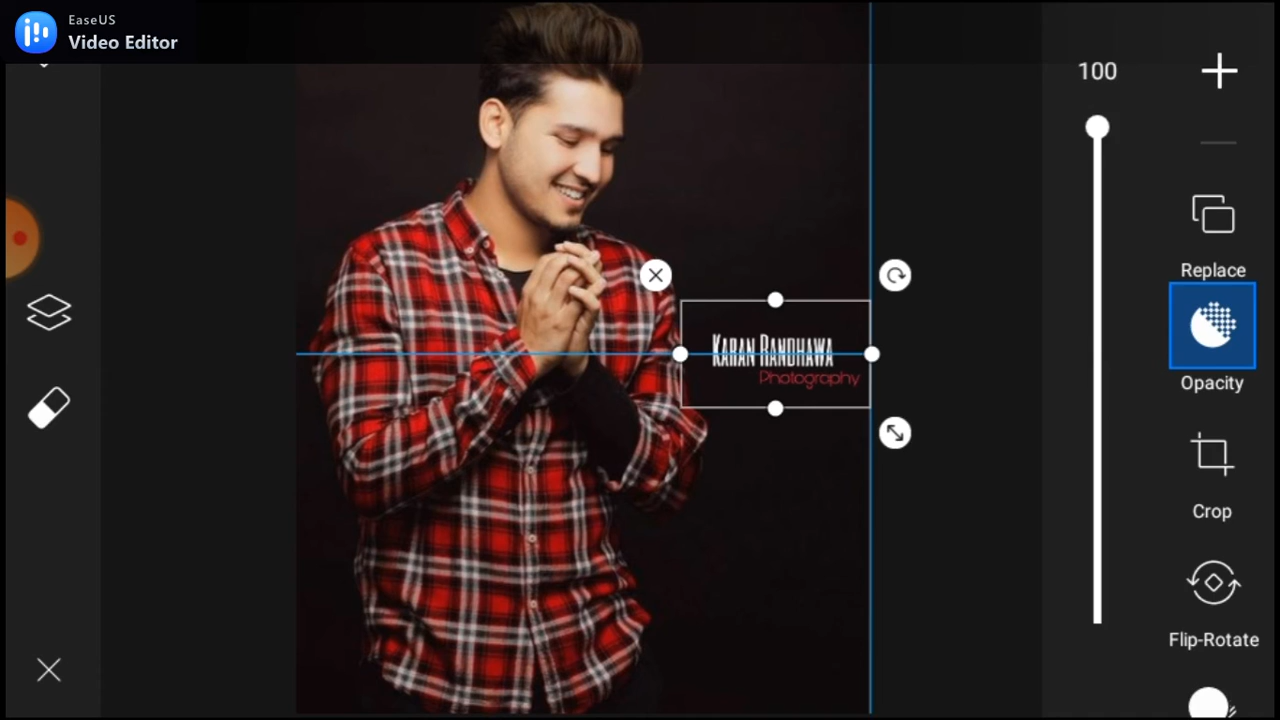 EaseUS
Video Editor
100
Replace
Opacity
Crop
Flip-Rotate
KARAN RANDHAWA
Photography